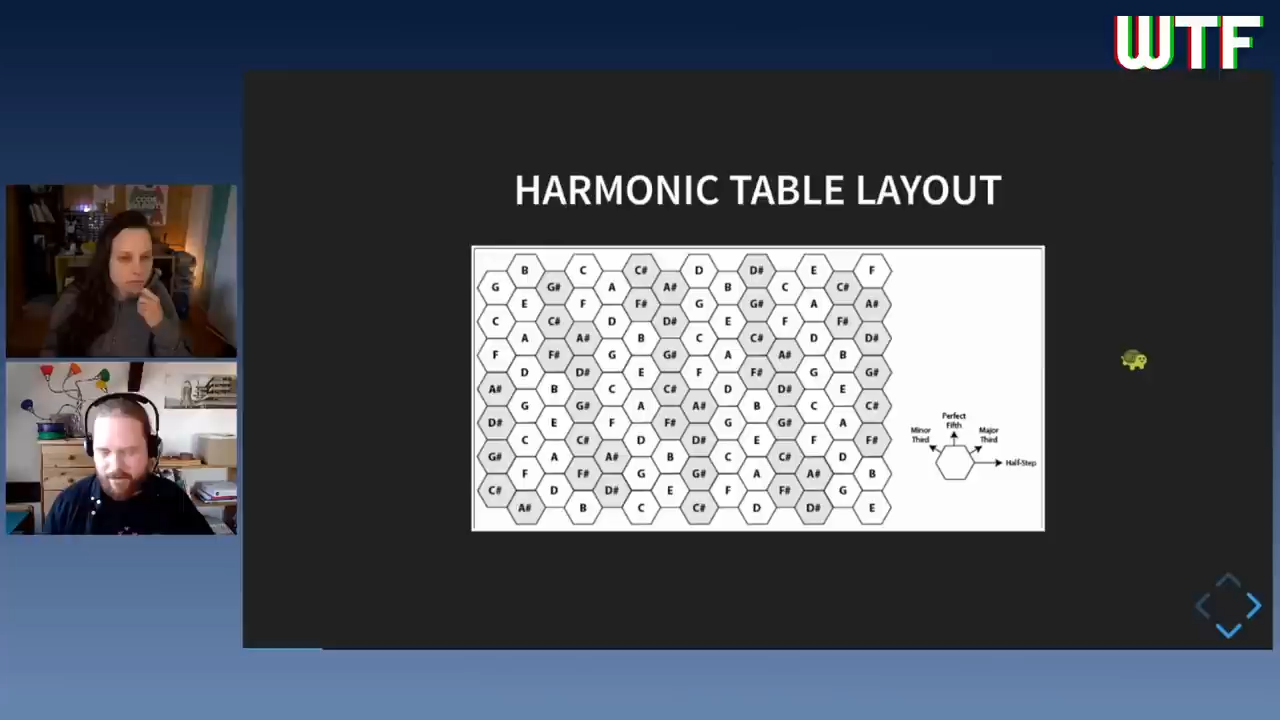 WTF
HARMONIC TABLE LAYOUT
B C C# D D# E F
G G# A A# B C C#
E F F# G G# A A#
C C# D D# E F F#
A A# B C C# D D#
F F# G G# A A# B
D D# E F F# G G#
A# B C C# D D# E
G G# A A# B C C#
D# E F F# G G# A
C C# D D# E F F#
G# A A# B C C# D
F F# G G# A A# B
C# D D# E F F# G
A# B C C# D D# E
Perfect
Fifth
Minor
Third
Major
Third
Half-Step